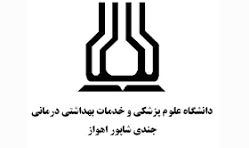 دانشگاه علوم پزشکی و خدمات بهداشتی درمانی
جندی شاپور اهواز